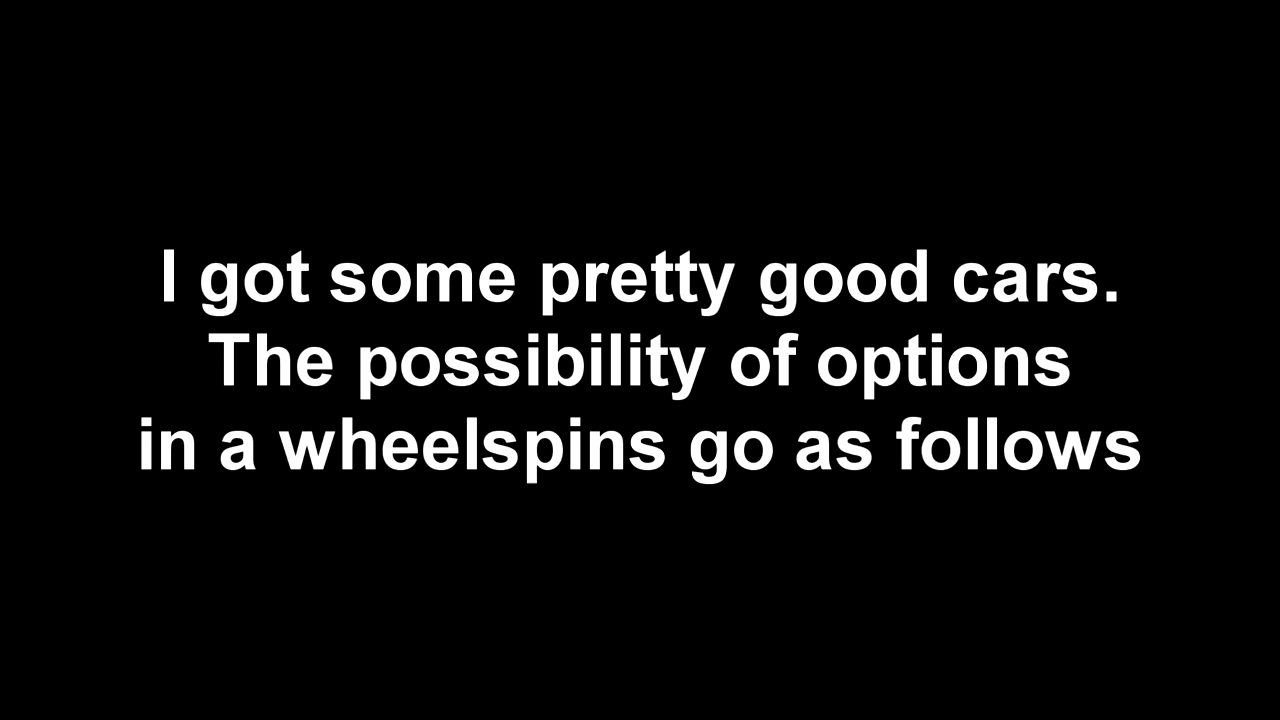 I got some pretty good cars.
The possibility of options
in a wheelspins go as follows